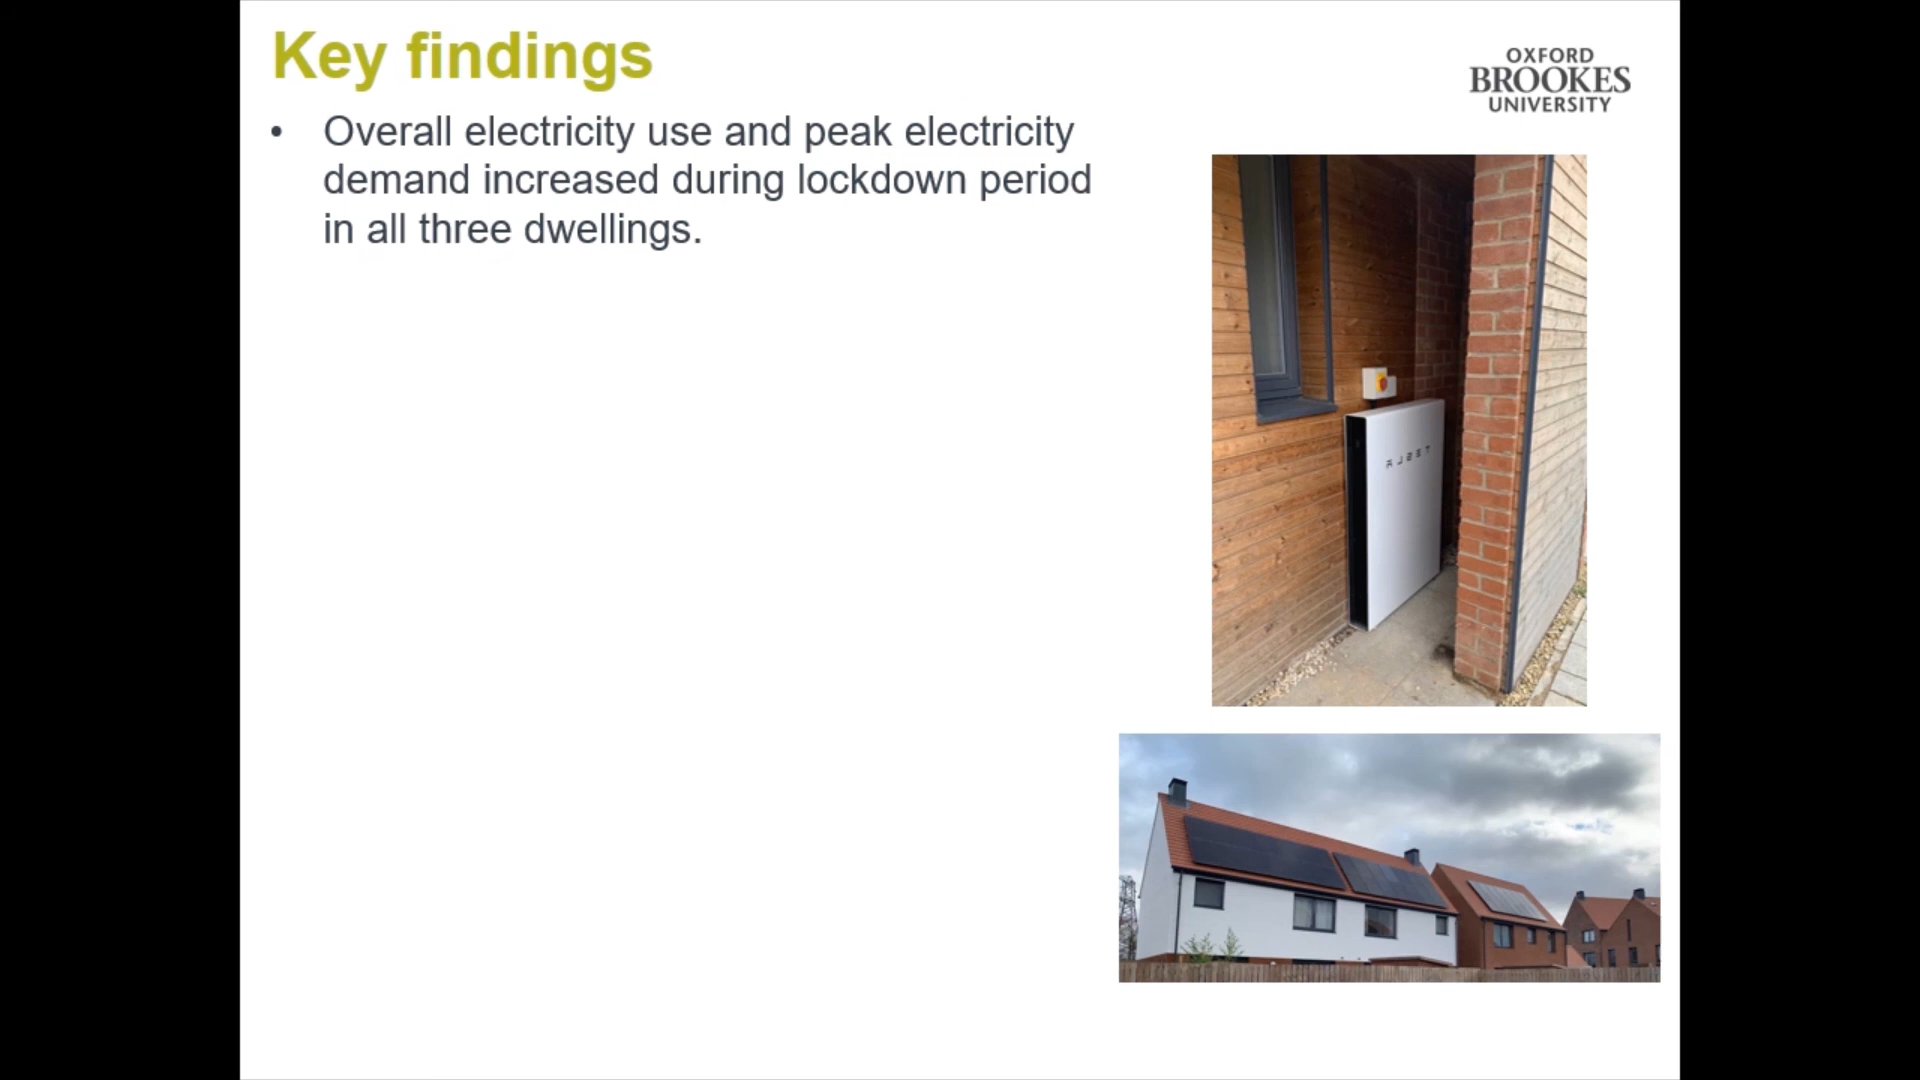 Key findings
OXFORD
BROOKES
UNIVERSITY
• Overall electricity use and peak electricity
demand increased during lockdown period
in all three dwellings.
TESLA